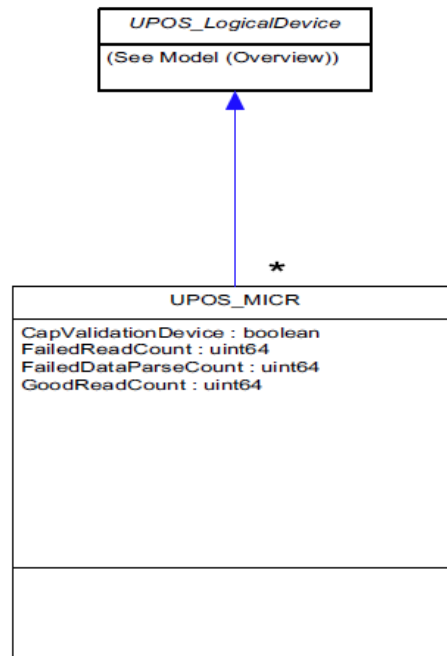 UPOS_LogicalDevice
(See Model (Overview))
*
UPOS_MICR
CapValidationDevice : boolean
FailedReadCount : uint64
FailedDataParseCount : uint64
GoodReadCount : uint64